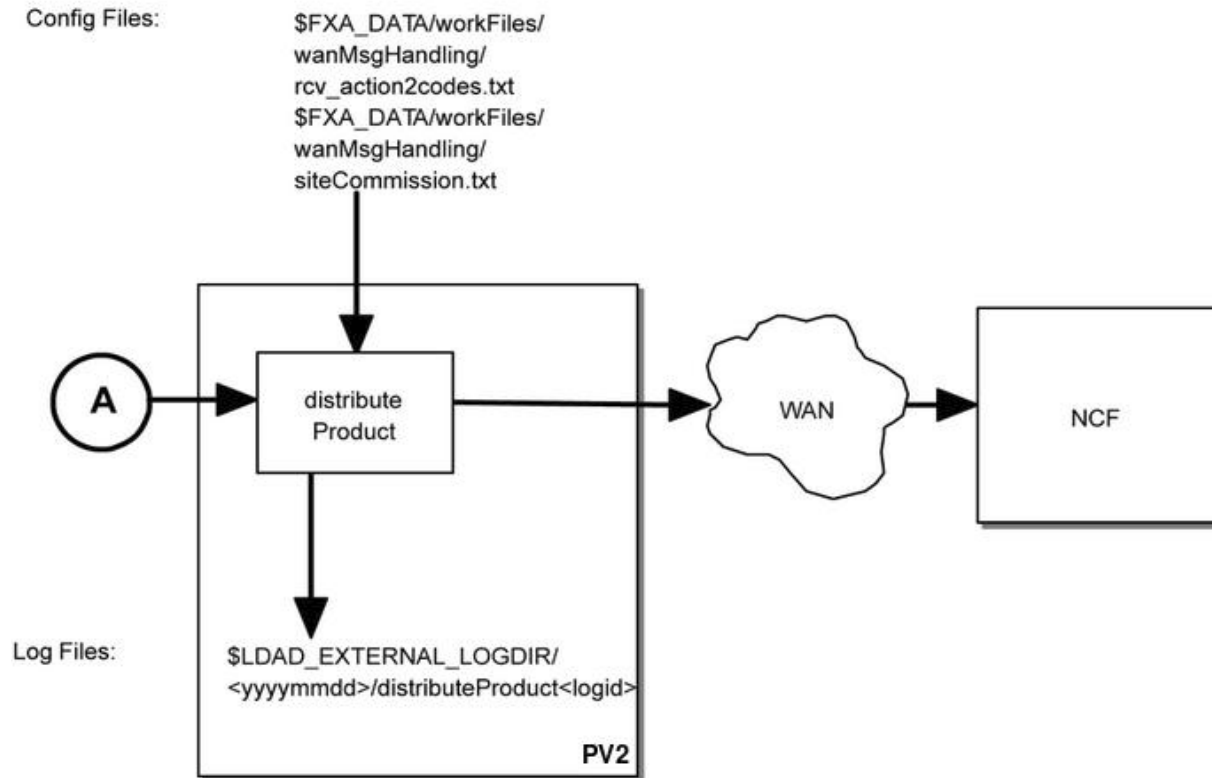 Config Files:
$FXA_DATA/workFiles/
wanMsgHandling/
rcv_action2codes.txt
$FXA_DATA/workFiles/
wanMsgHandling/
siteCommission.txt
A
distribute
Product
WAN
NCF
Log Files:
$LDAD_EXTERNAL_LOGDIR/
<yyyymmdd>/distributeProduct<logid>
PV2